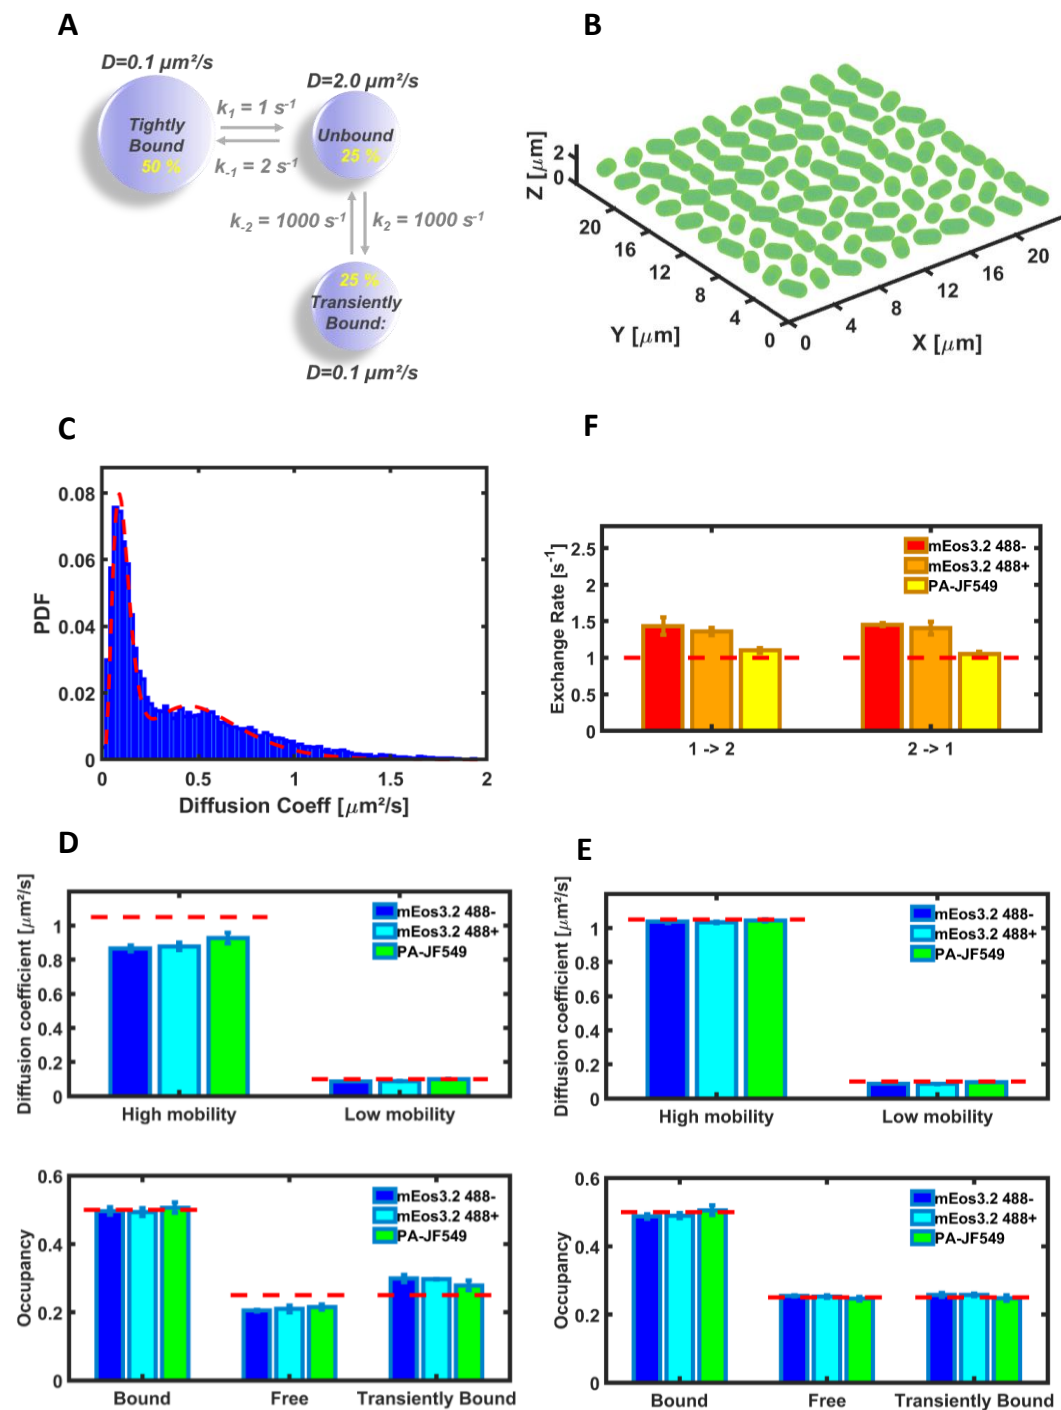 A
D=0.1 µm²/s
D=2.0 µm²/s
k1 = 1 s-1
Tightly
Bound
50 %
Unbound
25 %
k-1 = 2 s-1
k-2 = 1000 s-1
k2 = 1000 s-1
25 %
Transiently
Bound:
D=0.1 µm²/s
B
Z [µm]
2
0
20
16
12
8
4
0
Y [µm]
0
4
8
12
16
20
X [µm]
C
PDF
0.08
0.06
0.04
0.02
0
0
0.5
1
1.5
2
Diffusion Coeff [µm²/s]
F
Exchange Rate [s-1]
2.5
2
1.5
1
0.5
0
mEos3.2 488-
mEos3.2 488+
PA-JF549
1 -> 2
2 -> 1
D
Diffusion coefficient [µm²/s]
1
0.8
0.6
0.4
0.2
0
mEos3.2 488-
mEos3.2 488+
PA-JF549
High mobility
Low mobility
Occupancy
0.6
0.4
0.2
0
mEos3.2 488-
mEos3.2 488+
PA-JF549
Bound
Free
Transiently Bound
E
Diffusion coefficient [µm²/s]
1
0.8
0.6
0.4
0.2
0
mEos3.2 488-
mEos3.2 488+
PA-JF549
High mobility
Low mobility
Occupancy
0.6
0.4
0.2
0
mEos3.2 488-
mEos3.2 488+
PA-JF549
Bound
Free
Transiently Bound